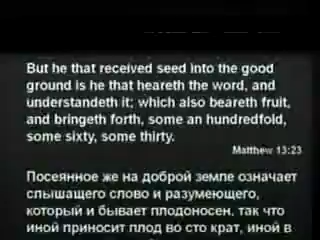 But he that received seed into the good
ground is he that heareth the word, and
understandeth it; which also beareth fruit,
and bringeth forth, some an hundredfold,
some sixty, some thirty.
Matthew 13:23
Посеянное же на доброй земле означает
слышащего слово и разумеющего,
который и бывает плодоносен, так что
иной приносит плод во сто крат, иной в